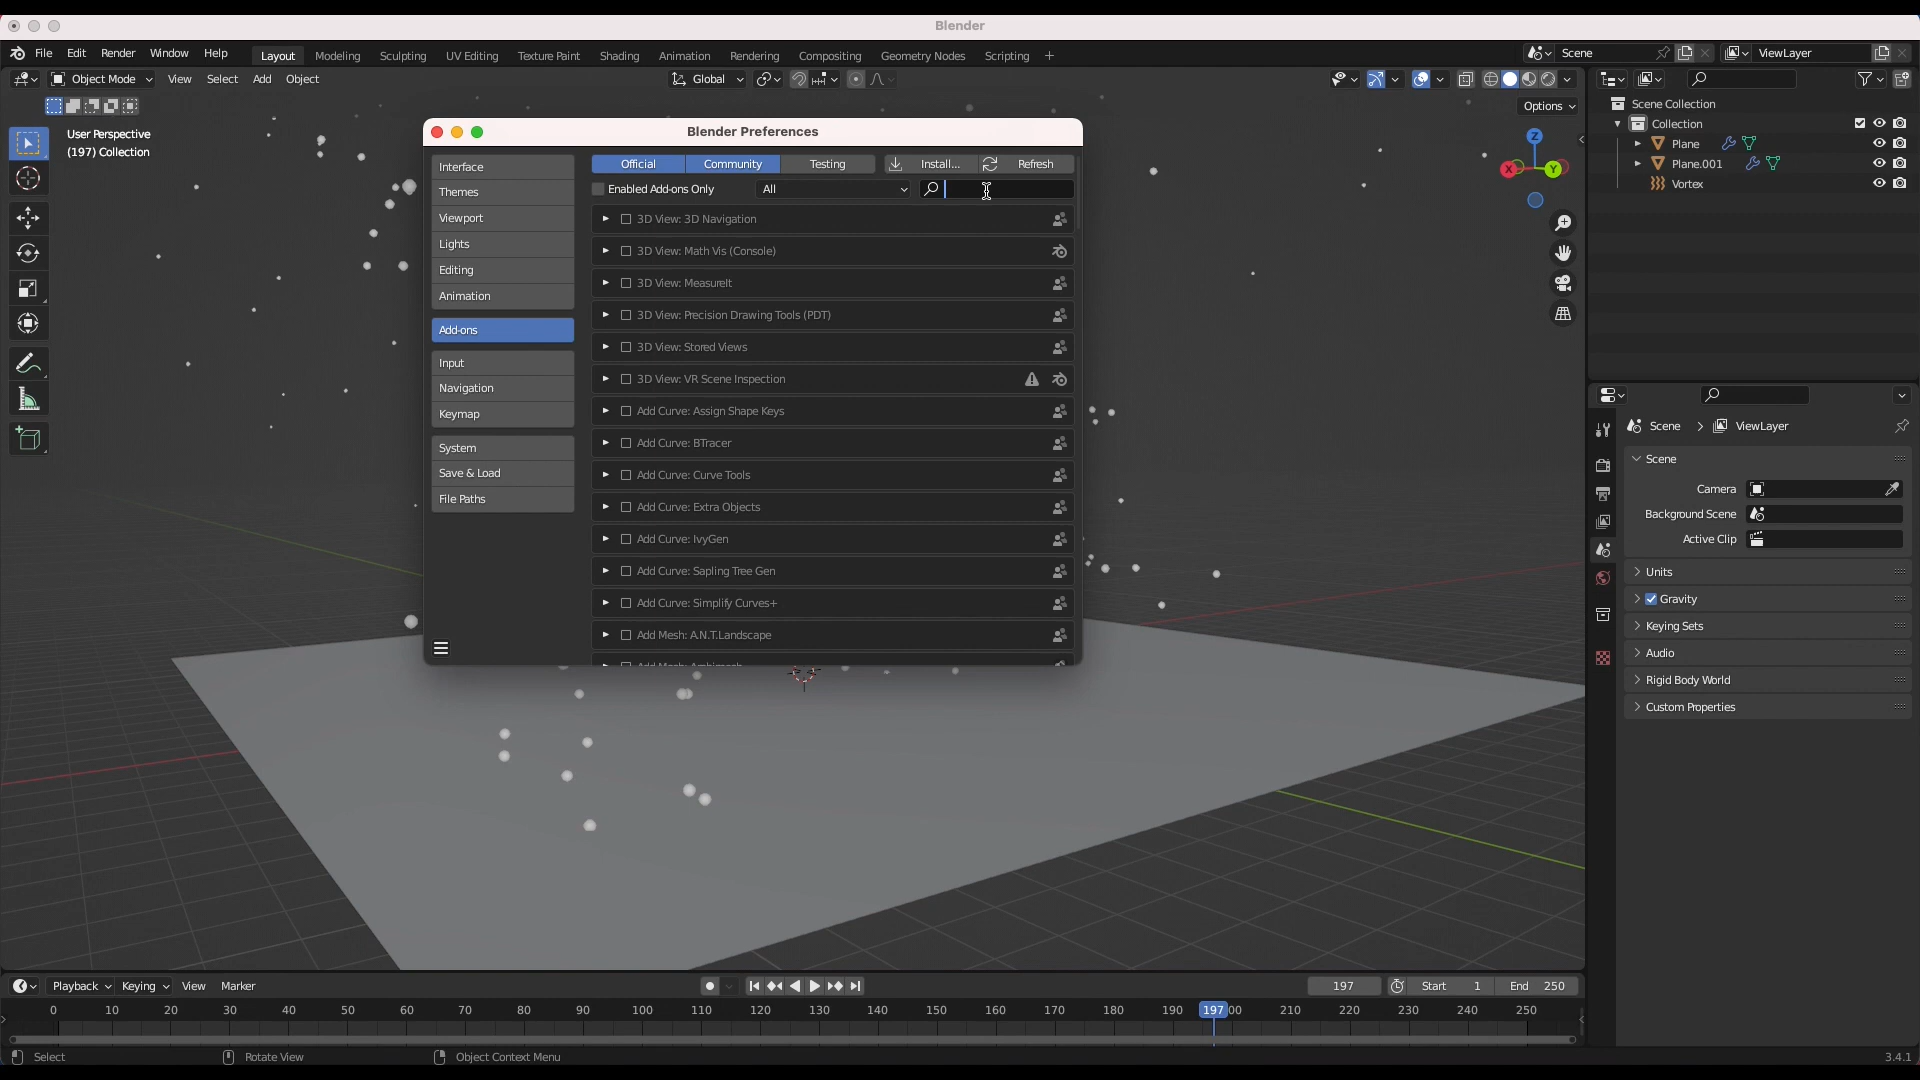 Blender
File Edit Render Window Help Layout Modeling Sculpting UV Editing Texture Paint Shading Animation Rendering Compositing Geometry Nodes Scripting + Scene ViewLayer
Object Mode View Select Add Object Global
Options
User Perspective
(197) Collection
Z
X Y
Scene Collection
Collection
Plane
Plane.001
Vortex
Blender Preferences
Interface
Themes
Viewport
Lights
Editing
Animation
Add-ons
Input
Navigation
Keymap
System
Save & Load
File Paths
Official Community Testing Install... Refresh
Enabled Add-ons Only All
3D View: 3D Navigation
3D View: Math Vis (Console)
3D View: MeasureIt
3D View: Precision Drawing Tools (PDT)
3D View: Stored Views
3D View: VR Scene Inspection
Add Curve: Assign Shape Keys
Add Curve: BTracer
Add Curve: Curve Tools
Add Curve: Extra Objects
Add Curve: IvyGen
Add Curve: Sapling Tree Gen
Add Curve: Simplify Curves+
Add Mesh: A.N.T.Landscape
Scene > ViewLayer
Scene
Camera
Background Scene
Active Clip
Units
Gravity
Keying Sets
Audio
Rigid Body World
Custom Properties
Playback Keying View Marker 197 Start 1 End 250
0 10 20 30 40 50 60 70 80 90 100 110 120 130 140 150 160 170 180 190 197 00 210 220 230 240 250
Select Rotate View Object Context Menu 3.4.1